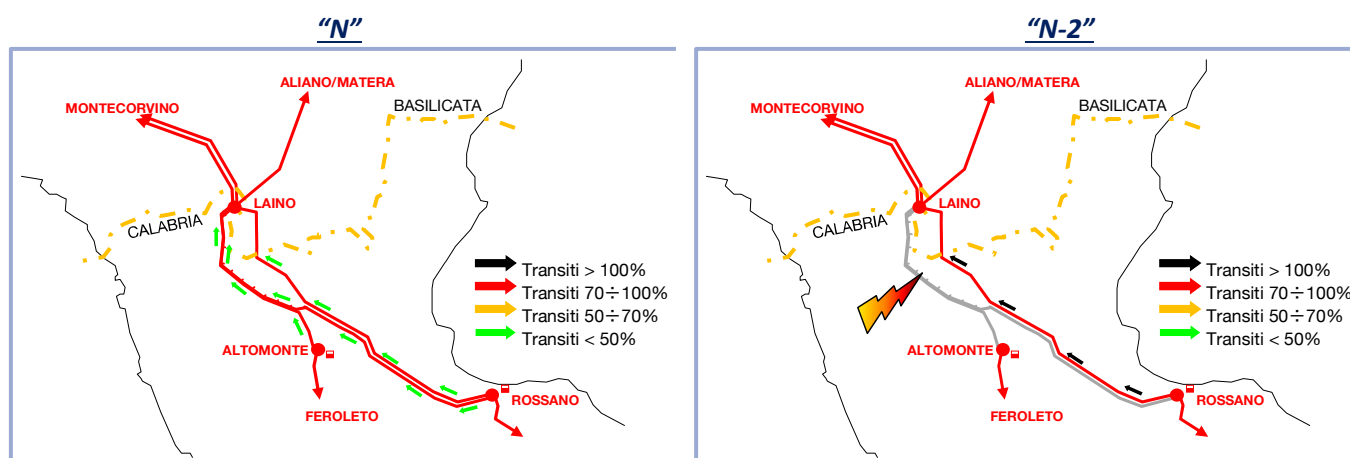 “N”
ALIANO/MATERA
MONTECORVINO
BASILICATA
LAINO
CALABRIA
Transiti > 100%
Transiti 70÷100%
Transiti 50÷70%
Transiti < 50%
ALTOMONTE
ROSSANO
FEROLETO
“N-2”
ALIANO/MATERA
MONTECORVINO
BASILICATA
LAINO
CALABRIA
Transiti > 100%
Transiti 70÷100%
Transiti 50÷70%
Transiti < 50%
ALTOMONTE
ROSSANO
FEROLETO